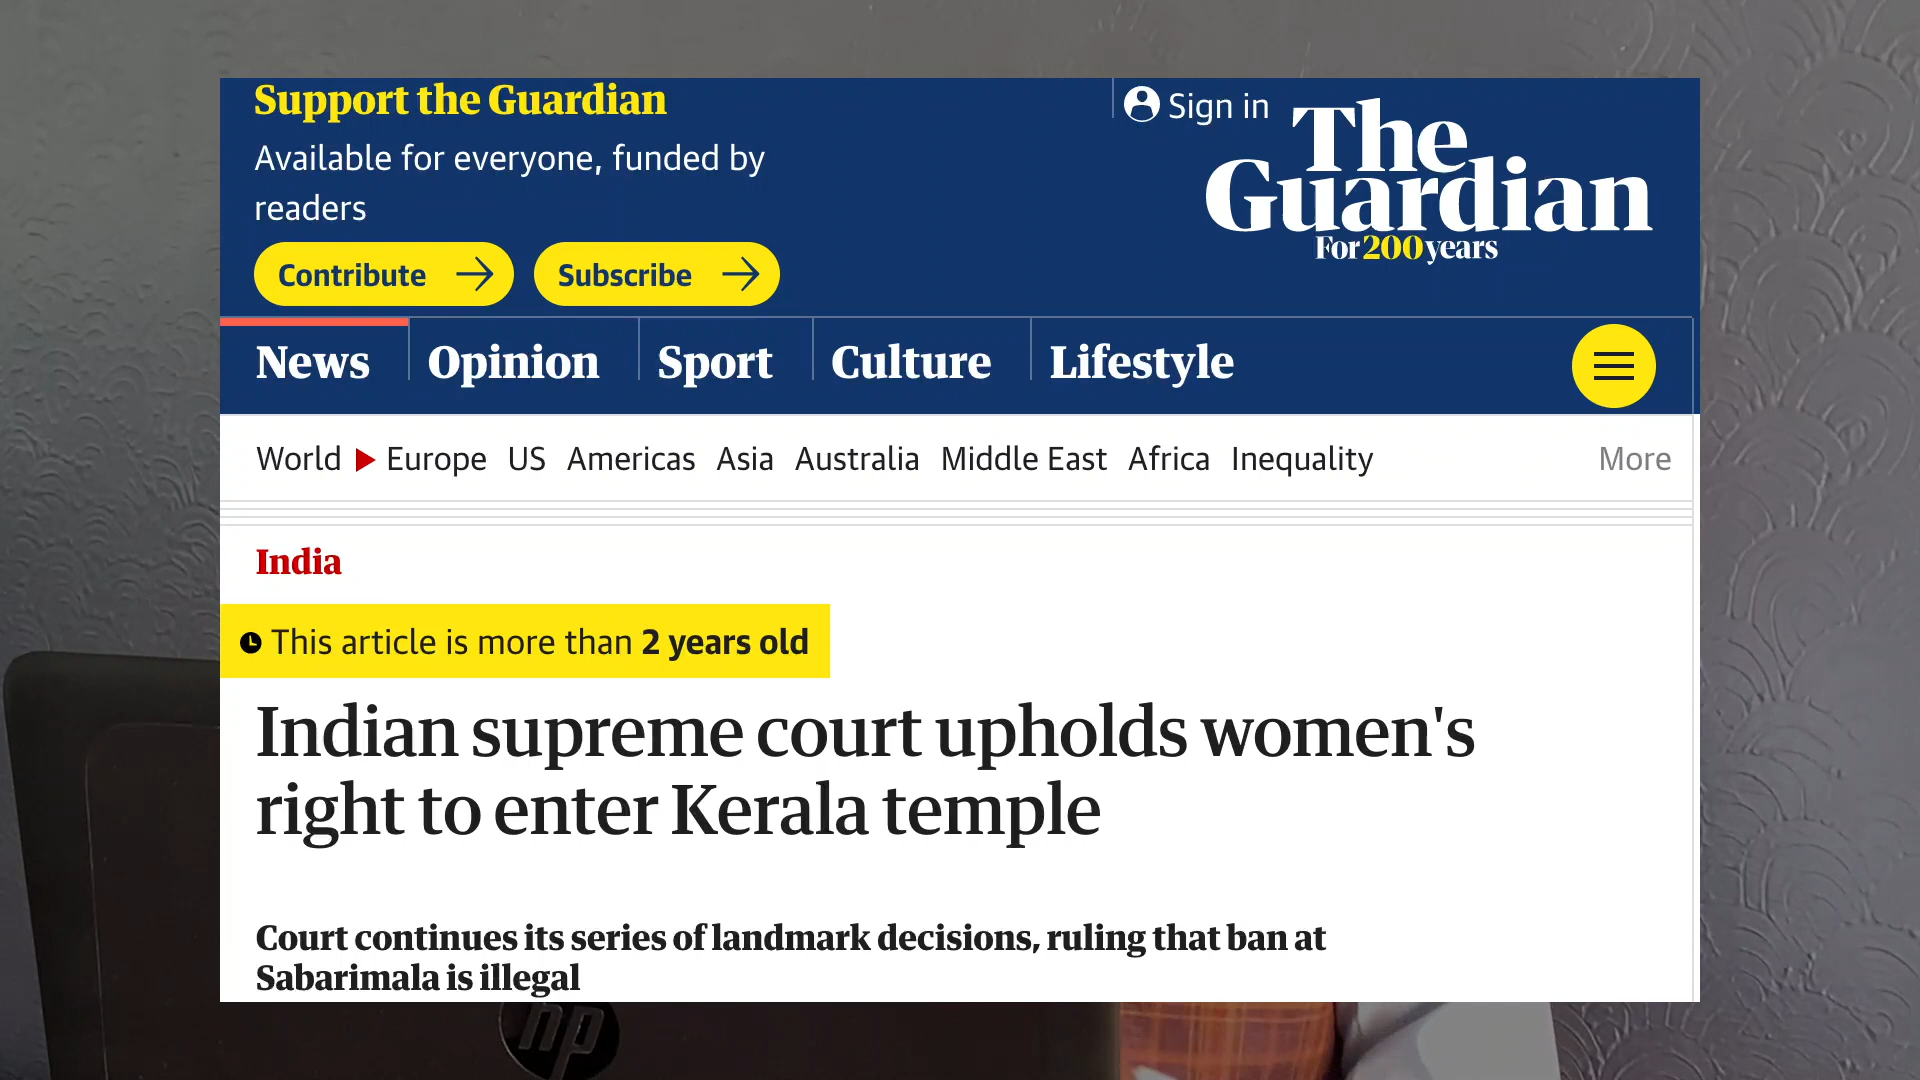 Support the Guardian
Available for everyone, funded by
readers
Contribute
Subscribe
Sign in
The
Guardian
For 200 years
News
Opinion
Sport
Culture
Lifestyle
World
Europe
US
Americas
Asia
Australia
Middle East
Africa
Inequality
More
India
This article is more than 2 years old
Indian supreme court upholds women's
right to enter Kerala temple
Court continues its series of landmark decisions, ruling that ban at
Sabarimala is illegal
hp